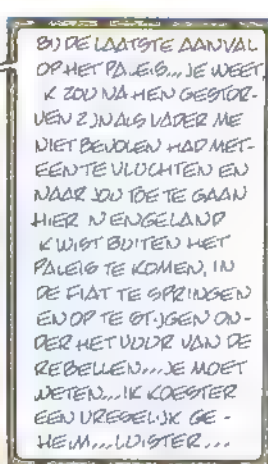 BIJ DE LAATSTE AANVAL
OP HET PALEIS... JE WEET,
IK ZOU NA HEN GESTOR-
VEN ZIJN ALS VADER ME
NIET BEVOLEN HAD MET-
EEN TE VLUCHTEN EN
NAAR JOU TOE TE GAAN
HIER IN ENGELAND
IK WIST BUITEN HET
PALEIS TE KOMEN, IN
DE FIAT TE SPRINGEN
EN OP TE STIJGEN ON-
DER HET VUUR VAN DE
REBELLEN... JE MOET
WETEN... IK KOESTER
EEN VRESELIJK GE-
HEIM... LUISTER...